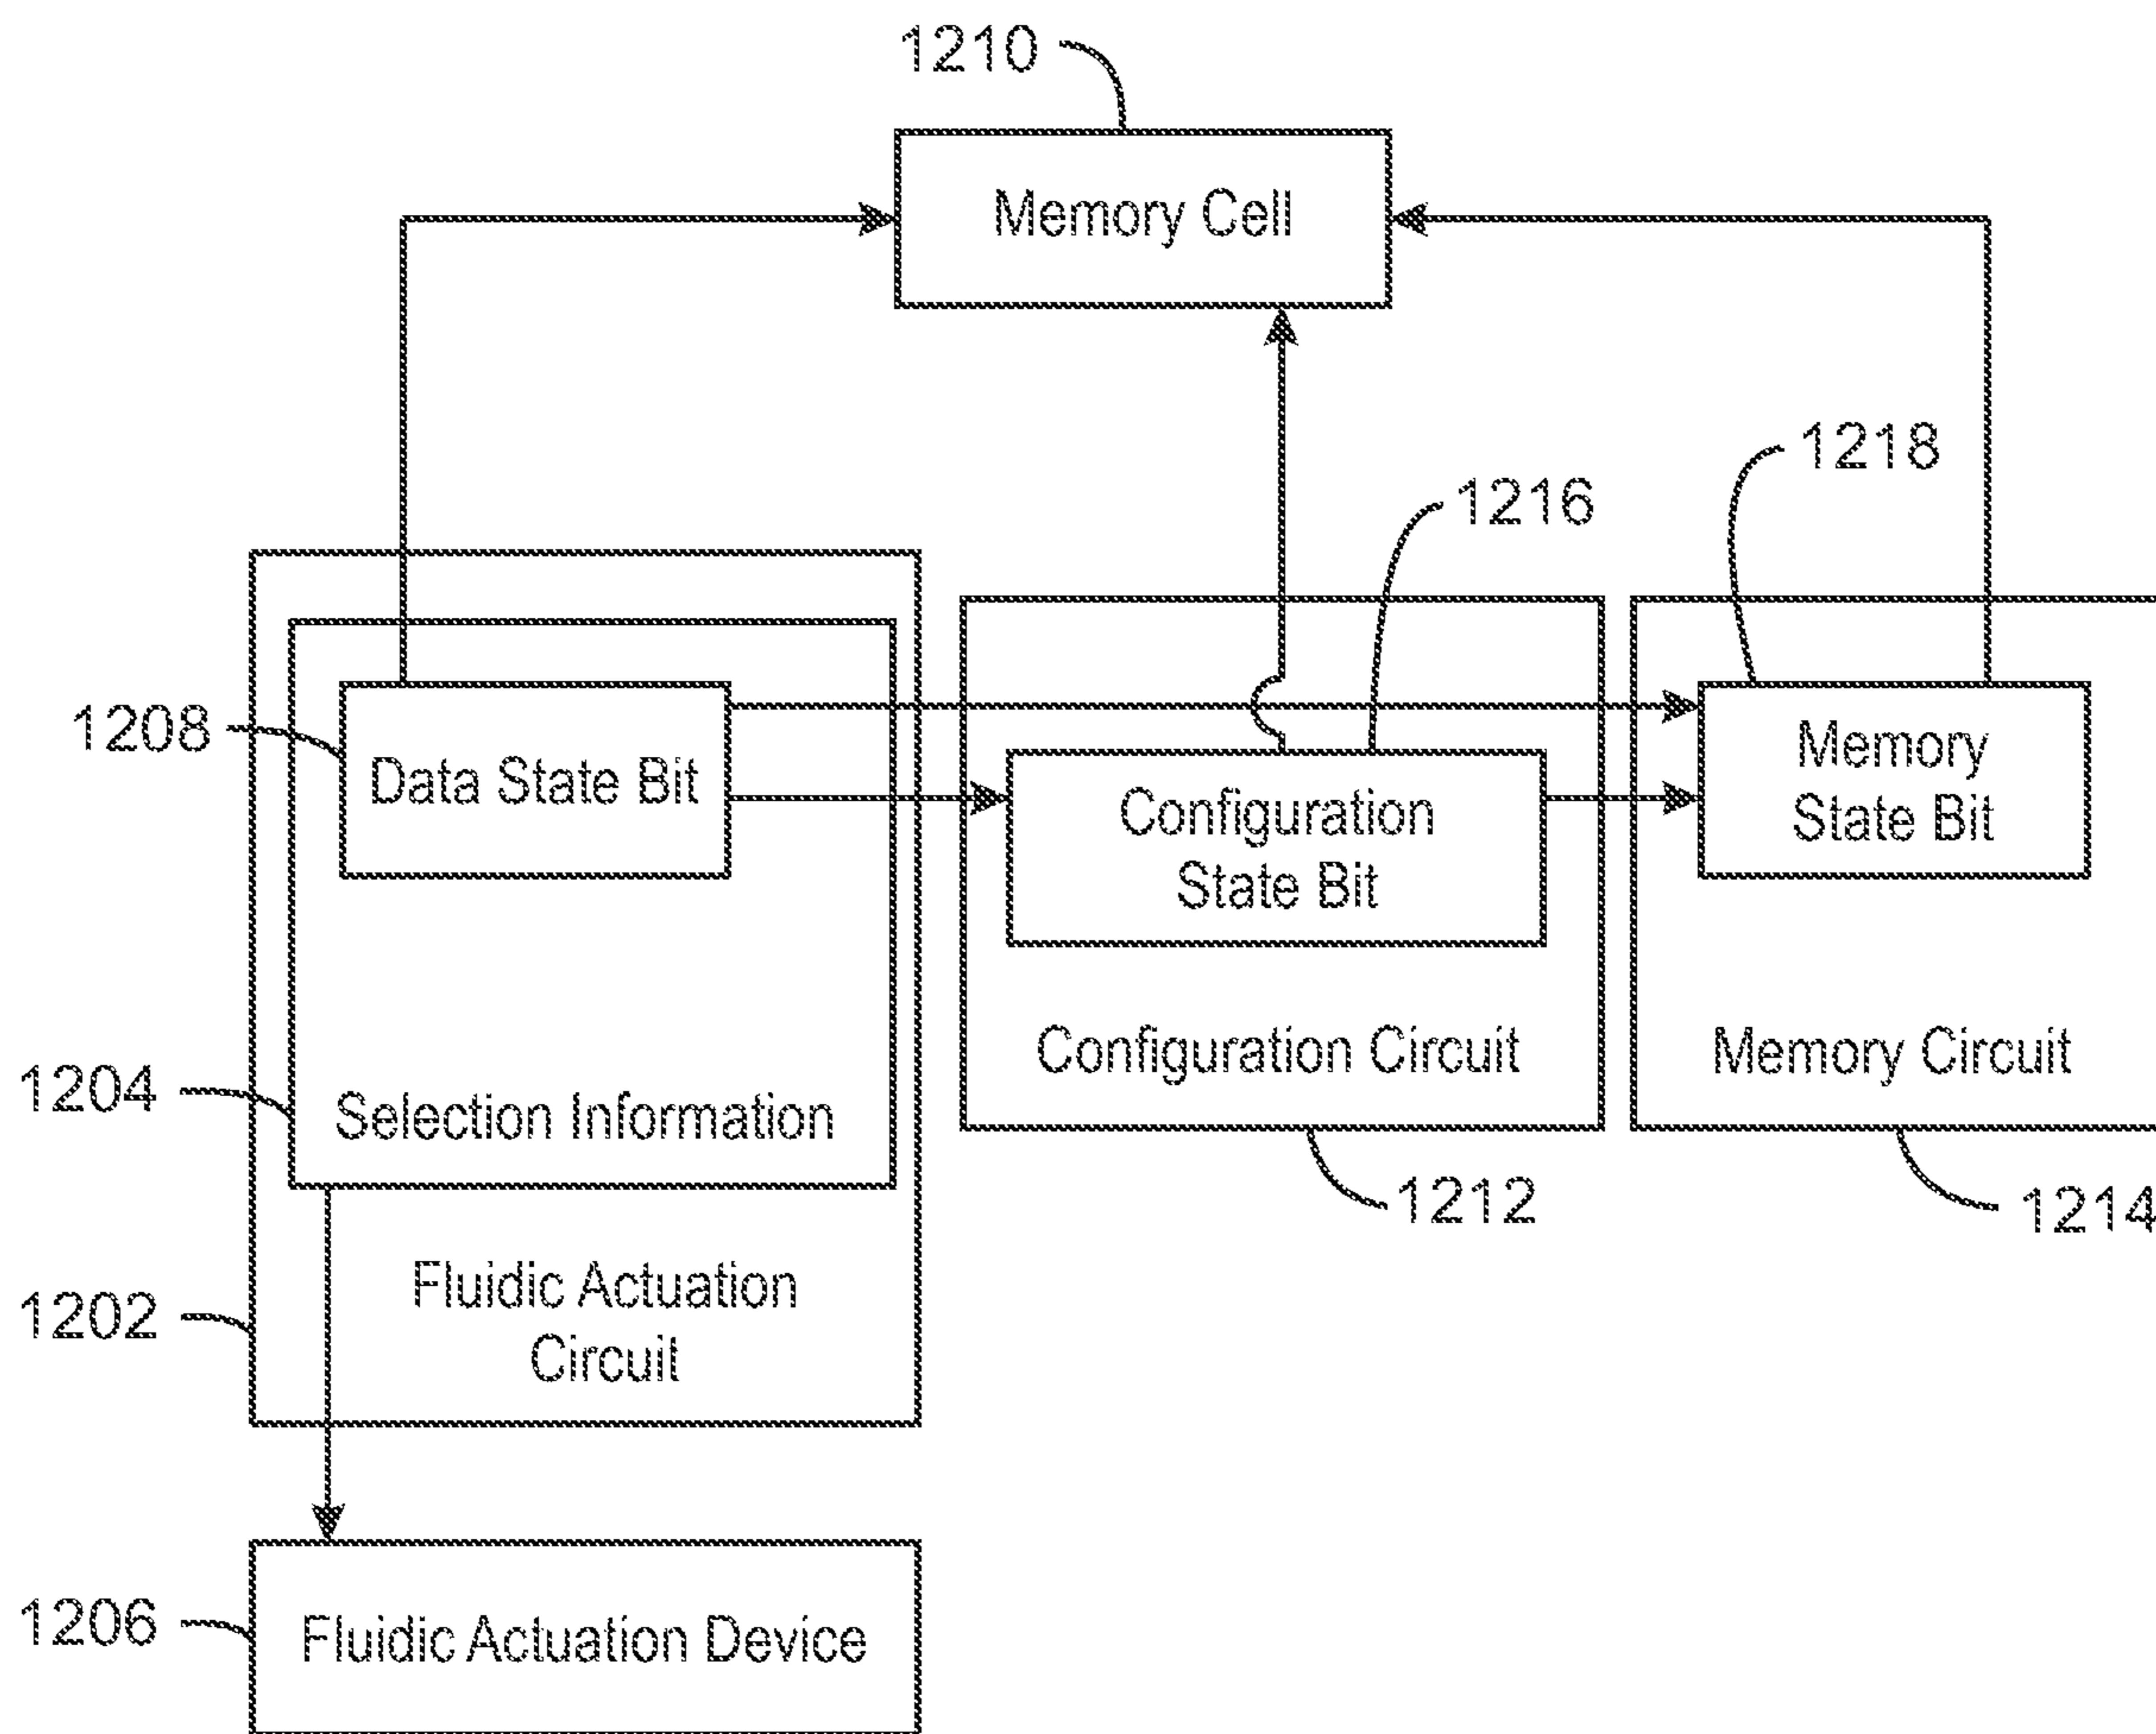 1210
Memory Cell
1218
1216
1208
Data State Bit
Memory
State Bit
Configuration
State Bit
1204
Selection Information
Configuration Circuit
Memory Circuit
1212
1214
1202
Fluidic Actuation
Circuit
1206
Fluidic Actuation Device